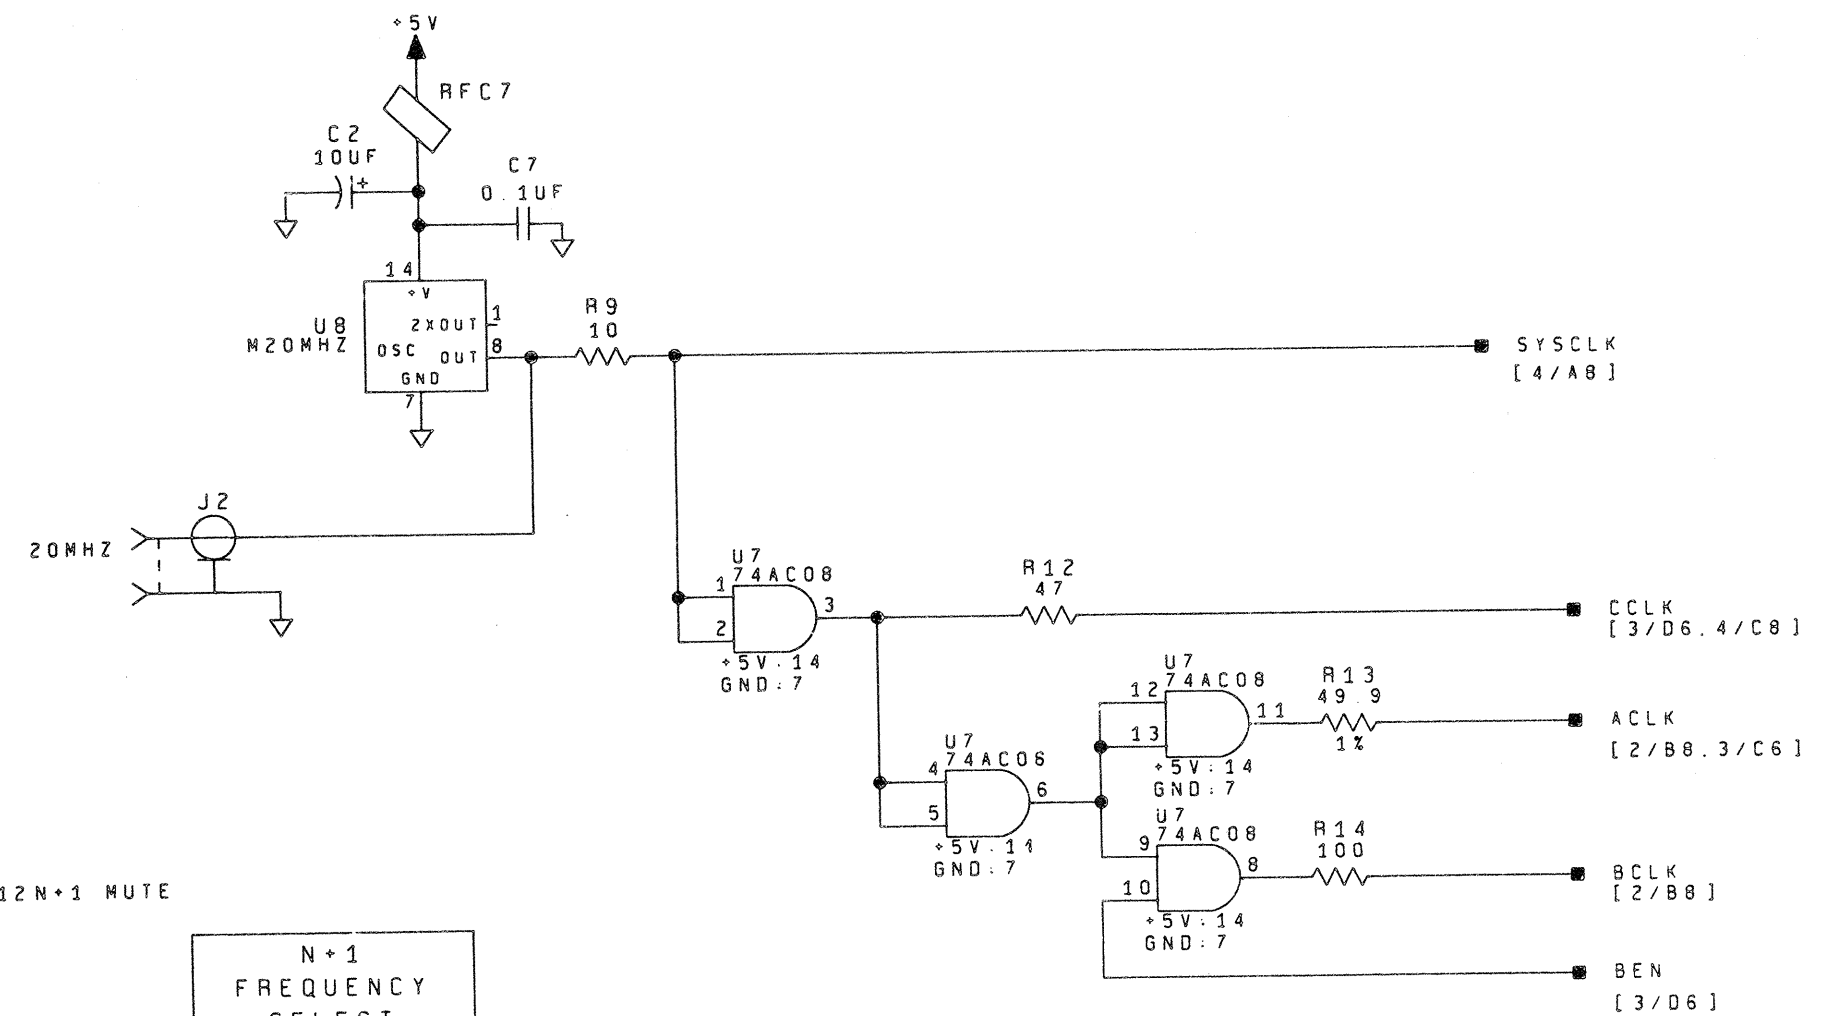 +5V
RFC7
C2
10UF
+
C7
0.1UF
14
+V
1
2XOUT
U8
M20MHZ
OSC
OUT
8
GND
7
R9
10
SYSCLK
[4/A8]
J2
20MHZ
U7
74AC08
1
2
3
+5V:14
GND:7
R12
47
CCLK
[3/D6.4/C8]
U7
74AC08
12
13
11
+5V:14
GND:7
R13
49.9
1%
ACLK
[2/B8.3/C6]
U7
74AC08
4
5
6
+5V:14
GND:7
U7
74AC08
9
10
8
+5V:14
GND:7
R14
100
BCLK
[2/B8]
BEN
[3/D6]
12N+1 MUTE
N+1
FREQUENCY
SELECT